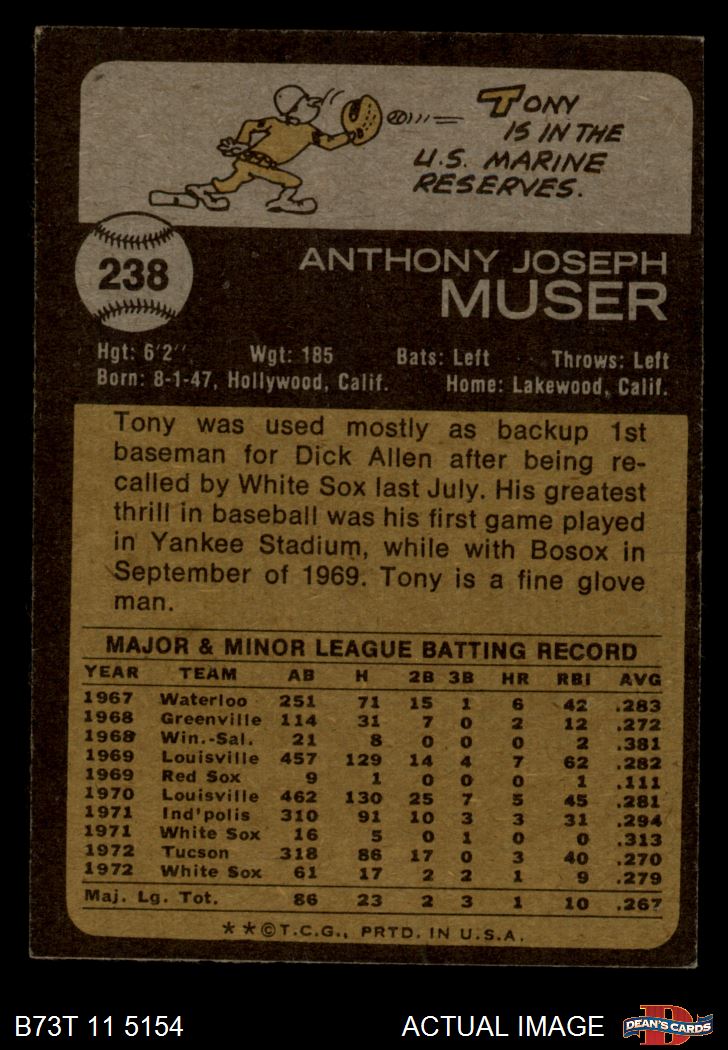 TONY
IS IN THE
U.S. MARINE
RESERVES.
238
ANTHONY JOSEPH
MUSER
Hgt: 6'2" Wgt: 185 Bats: Left Throws: Left
Born: 8-1-47, Hollywood, Calif. Home: Lakewood, Calif.
Tony was used mostly as backup 1st
baseman for Dick Allen after being re-
called by White Sox last July. His greatest
thrill in baseball was his first game played
in Yankee Stadium, while with Bosox in
September of 1969. Tony is a fine glove
man.
MAJOR & MINOR LEAGUE BATTING RECORD
YEAR TEAM AB H 2B 3B HR RBI AVG
1967 Waterloo 251 71 15 1 6 42 .283
1968 Greenville 114 31 7 0 2 12 .272
1968 Win.-Sal. 21 8 0 0 0 2 .381
1969 Louisville 457 129 14 4 7 62 .282
1969 Red Sox 9 1 0 0 0 1 .111
1970 Louisville 462 130 25 7 5 45 .281
1971 Ind'polis 310 91 10 3 3 31 .294
1971 White Sox 16 5 0 1 0 0 .313
1972 Tucson 318 86 17 0 3 40 .270
1972 White Sox 61 17 2 2 1 9 .279
Maj. Lg. Tot. 86 23 2 3 1 10 .267
**©T.C.G., PRTD. IN U.S.A.
B73T 11 5154 ACTUAL IMAGE D DEAN'S CARDS